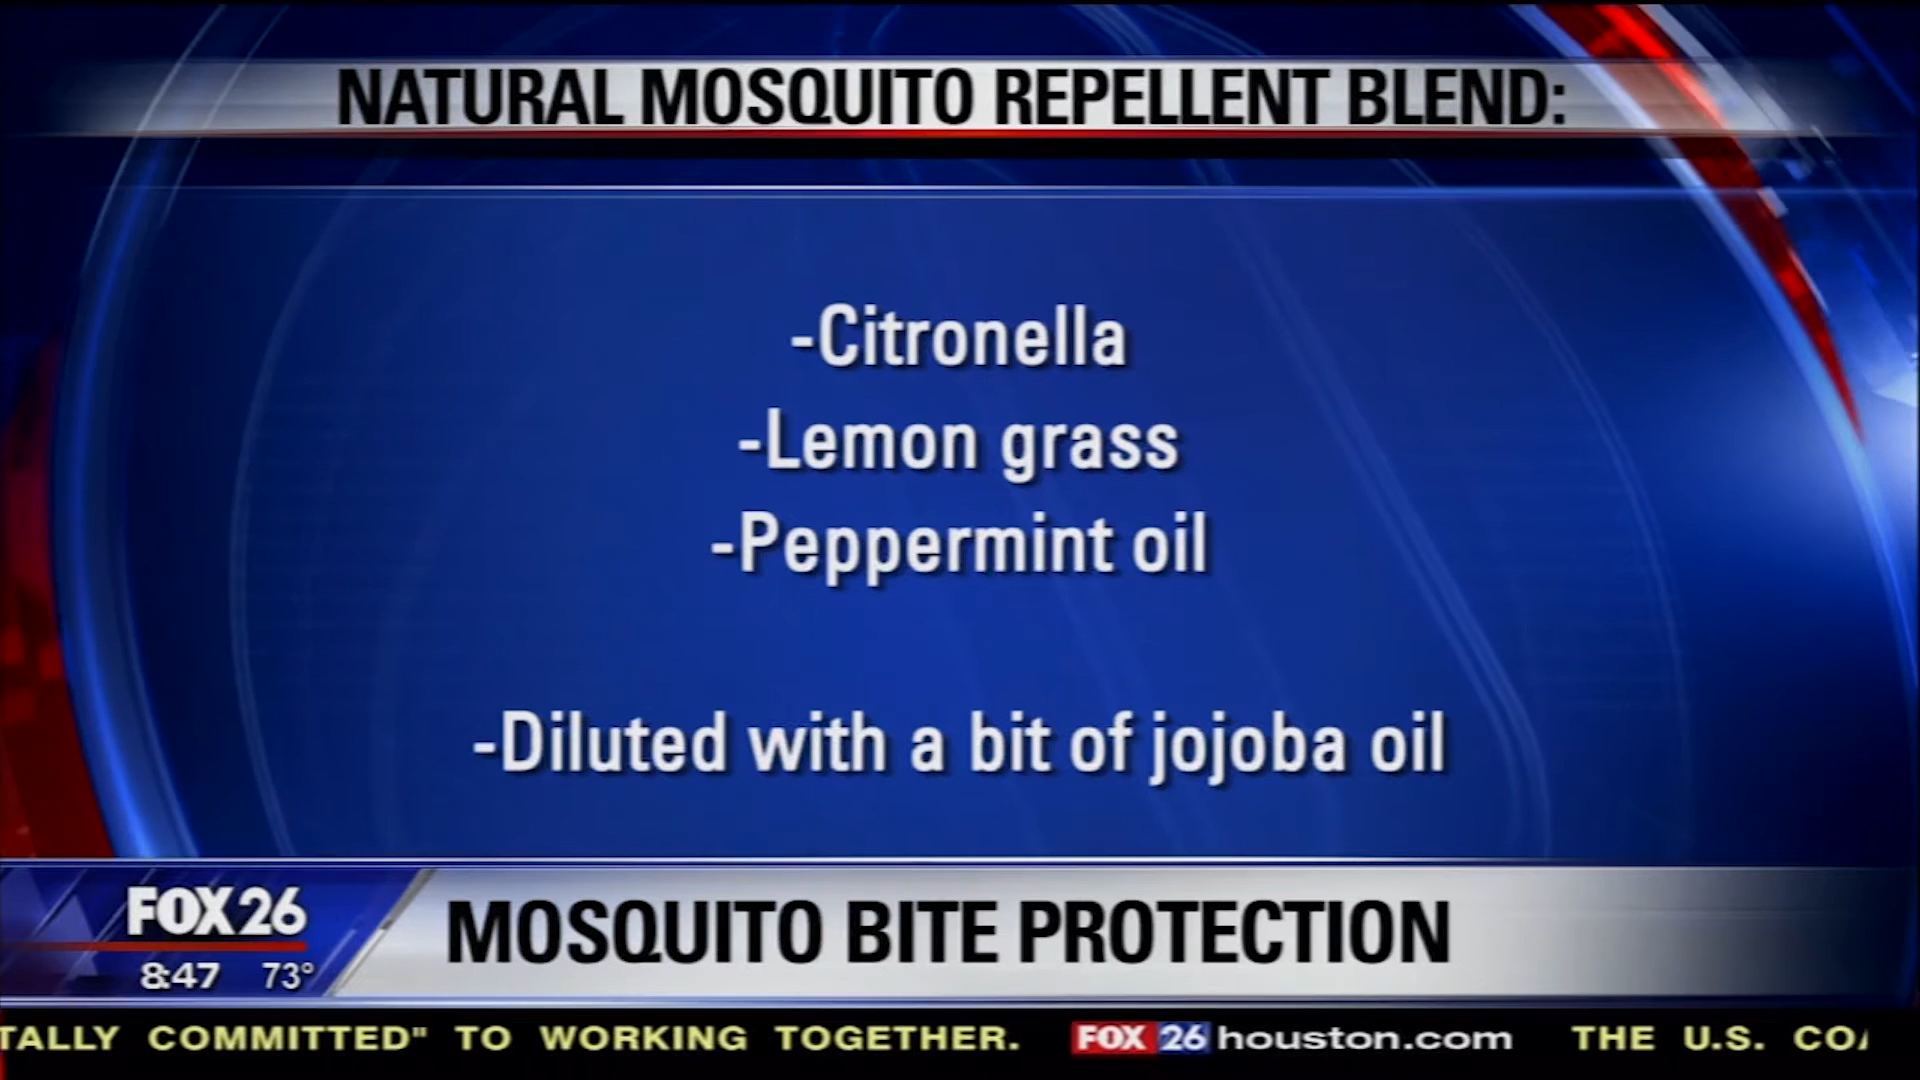 NATURAL MOSQUITO REPELLENT BLEND:
-Citronella
-Lemon grass
-Peppermint oil
-Diluted with a bit of jojoba oil
FOX26
MOSQUITO BITE PROTECTION
8:47 73°
COMMITTED" TO WORKING TOGETHER. FOX 26 houston.com THE U.S.